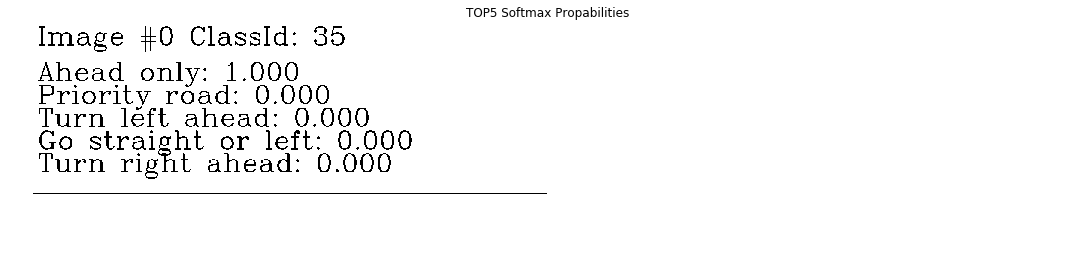 TOP5 Softmax Propabilities
Image #0 ClassId: 35
Ahead only: 1.000
Priority road: 0.000
Turn left ahead: 0.000
Go straight or left: 0.000
Turn right ahead: 0.000